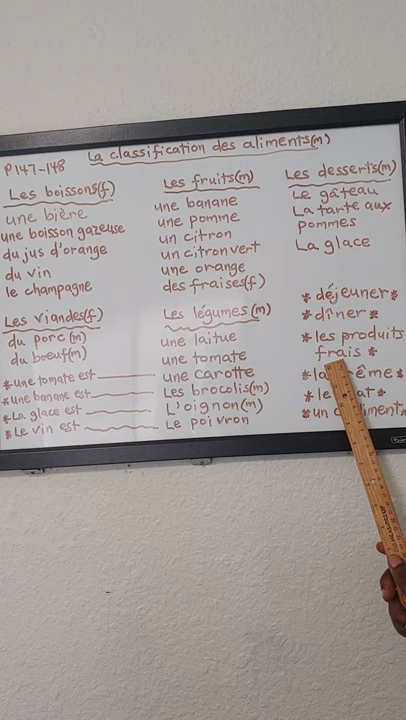 P147-148
La classification des aliments(m)
Les boissons(f)
une bière
une boisson gazeuse
du jus d'orange
du vin
le champagne
Les fruits(m)
une banane
une pomme
un citron
un citron vert
une orange
des fraises(f)
Les desserts(m)
Le gâteau
La tarte aux
pommes
La glace
Les viandes(f)
du porc(m)
du boeuf(m)
*une tomate est
*une banane est
*La glace est
*Le vin est
Les légumes(m)
une laitue
une tomate
une carotte
Les brocolis(m)
L'oignon(m)
Le poivron
*déjeuner*
*dîner*
*les produits
frais*